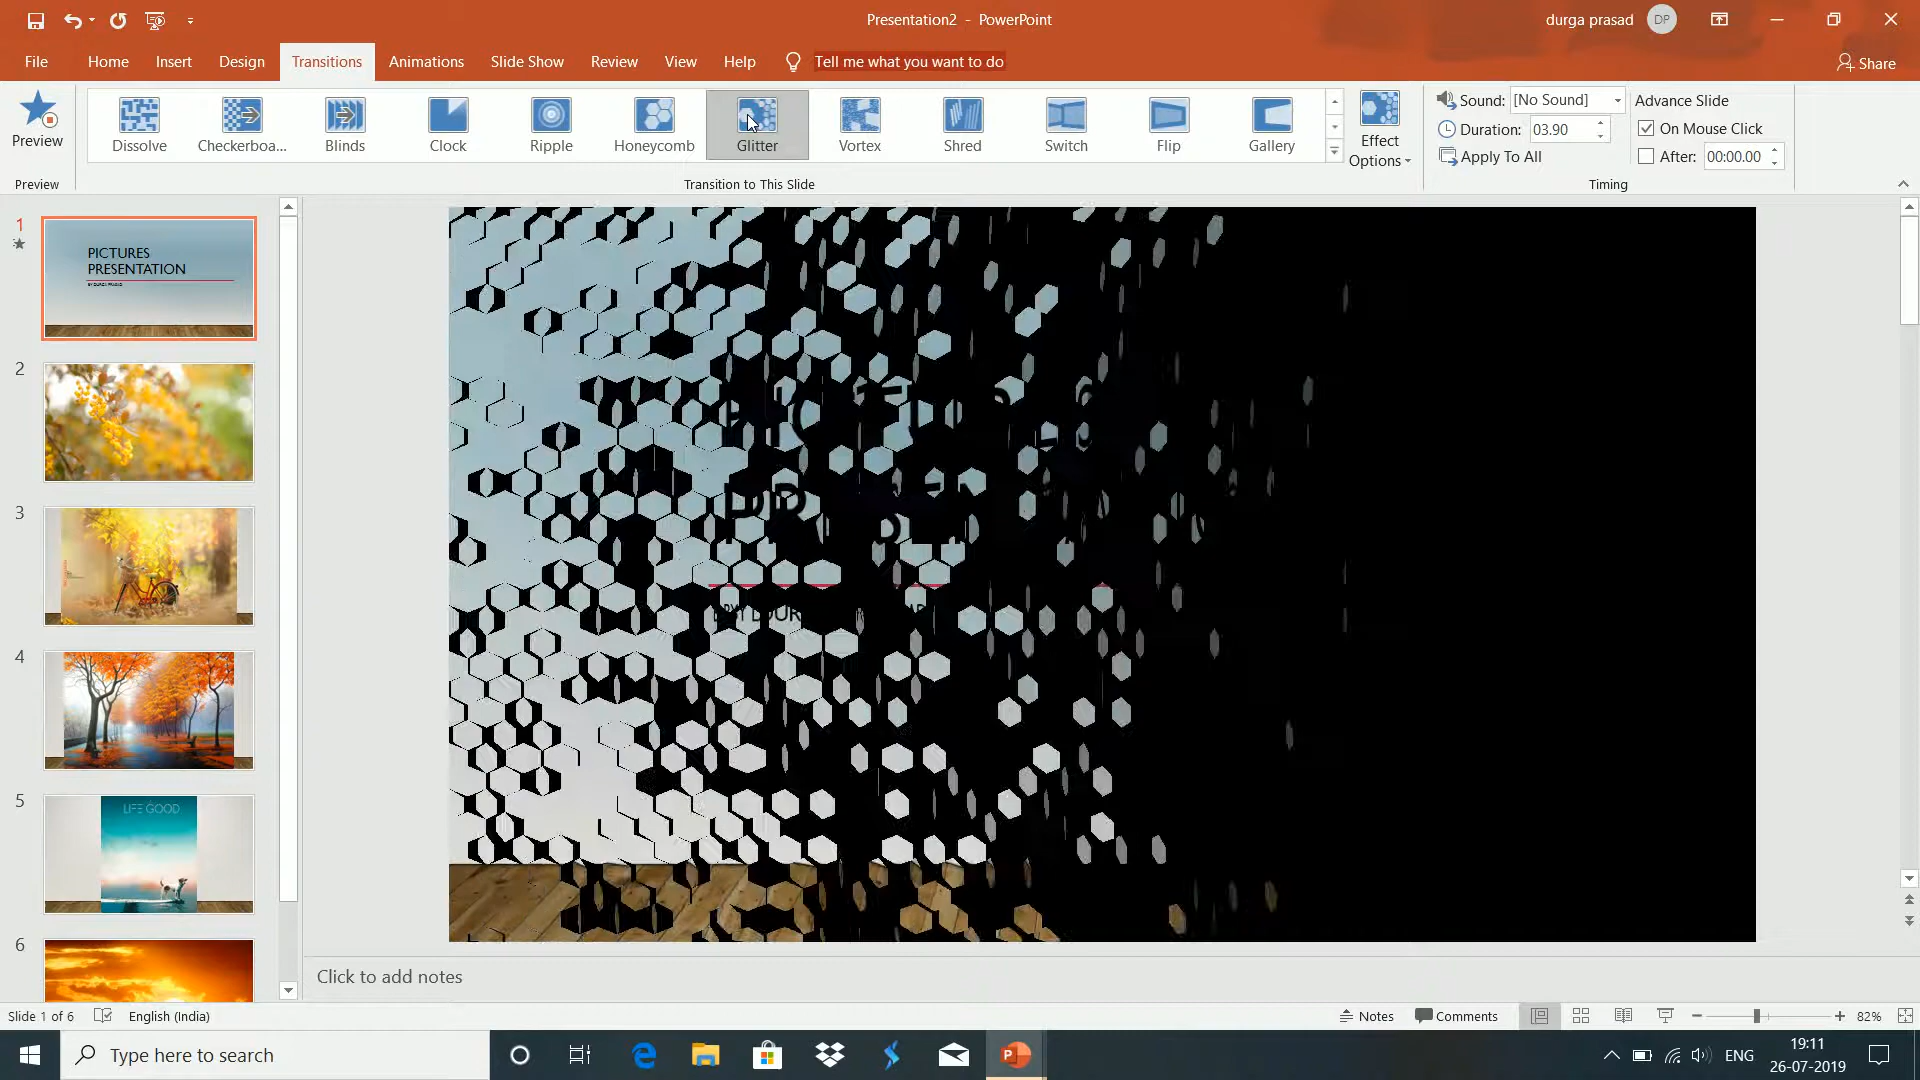 Presentation2 - PowerPoint
durga prasad
DP
File
Home
Insert
Design
Transitions
Animations
Slide Show
Review
View
Help
Tell me what you want to do
Share
Preview
Dissolve
Checkerboa...
Blinds
Clock
Ripple
Honeycomb
Glitter
Vortex
Shred
Switch
Flip
Gallery
Effect
Options
Sound: [No Sound]
Duration: 03.90
Apply To All
Advance Slide
On Mouse Click
After: 00:00.00
Preview
Transition to This Slide
Timing
1
PICTURES
PRESENTATION
BY DURGA PRASAD
2
3
4
5
LIFE GOOD
6
Click to add notes
Slide 1 of 6
English (India)
Notes
Comments
82%
Type here to search
ENG
19:11
26-07-2019